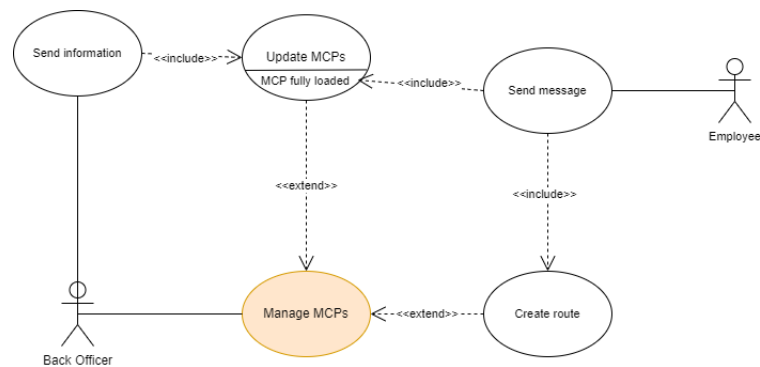 Send information
<<include>>
Update MCPs
MCP fully loaded
<<include>>
Send message
Employee
<<extend>>
<<include>>
Manage MCPs
<<extend>>
Create route
Back Officer